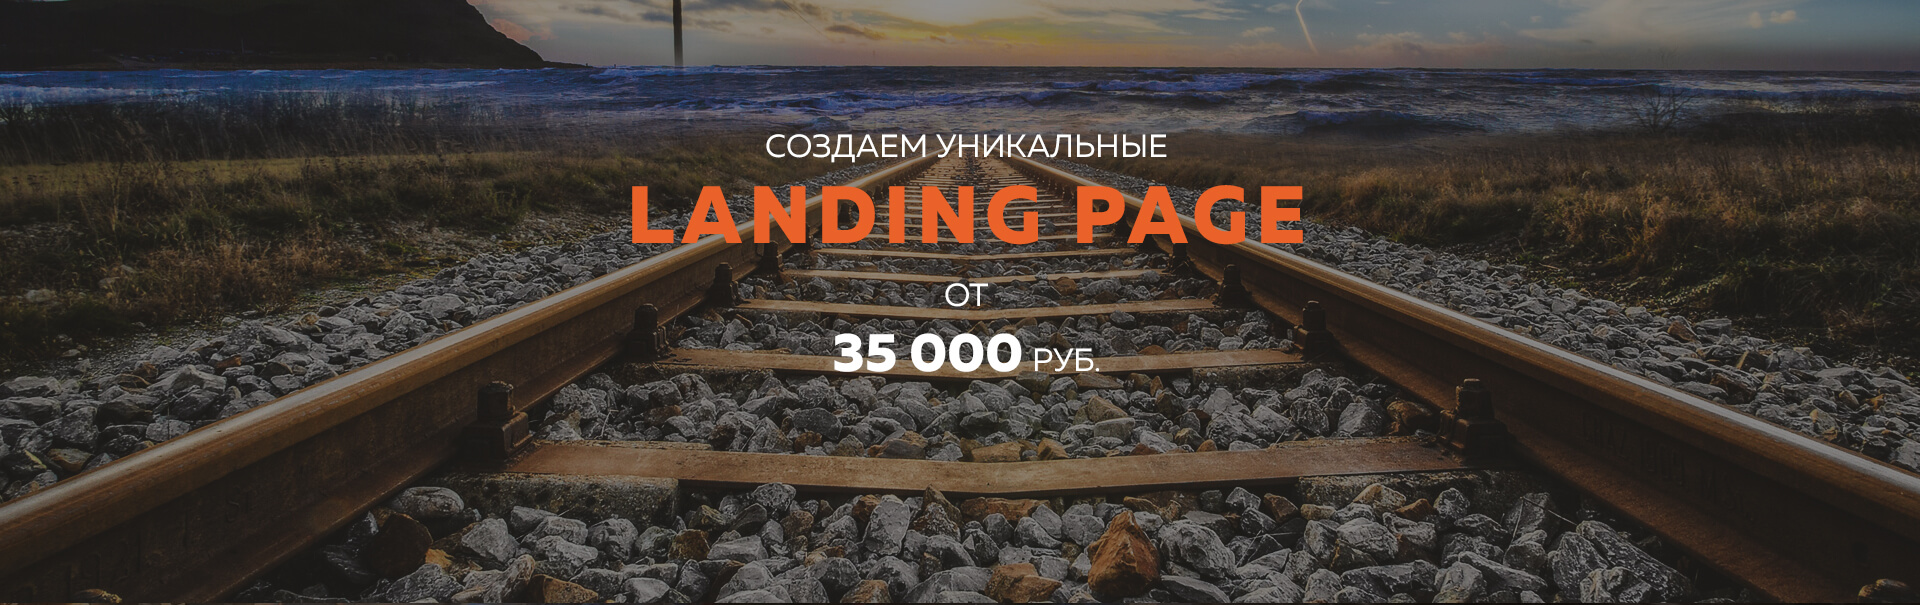 СОЗДАЕМ УНИКАЛЬНЫЕ
LANDING PAGE
ОТ
35 000 РУБ.